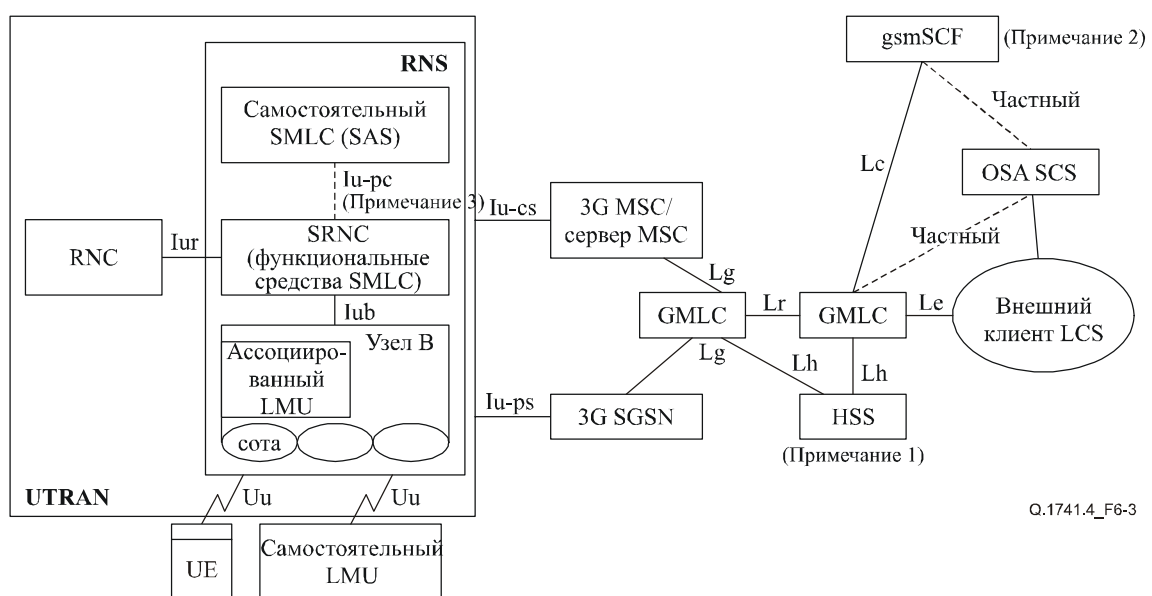 gsmSCF
(Примечание 2)
RNS
Самостоятельный
SMLC (SAS)
Частный
Lc
OSA SCS
Iu-pc
(Примечание 3)
Iu-cs
3G MSC/
сервер MSC
RNC
Iur
SRNC
(функциональные
средства SMLC)
Частный
Lg
Iub
GMLC
Lr
GMLC
Le
Внешний
клиент LCS
Узел B
Ассоцииро-
ванный
LMU
Lg
Lh
Lh
Iu-ps
3G SGSN
HSS
(Примечание 1)
сота
UTRAN
Uu
Uu
Q.1741.4_F6-3
UE
Самостоятельный
LMU